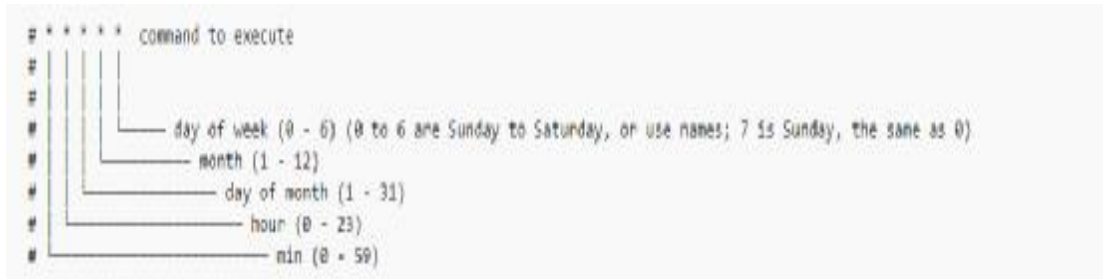 # * * * * * command to execute
#
#
# day of week (0 - 6) (0 to 6 are Sunday to Saturday, or use names; 7 is Sunday, the same as 0)
# month (1 - 12)
# day of month (1 - 31)
# hour (0 - 23)
# min (0 - 59)